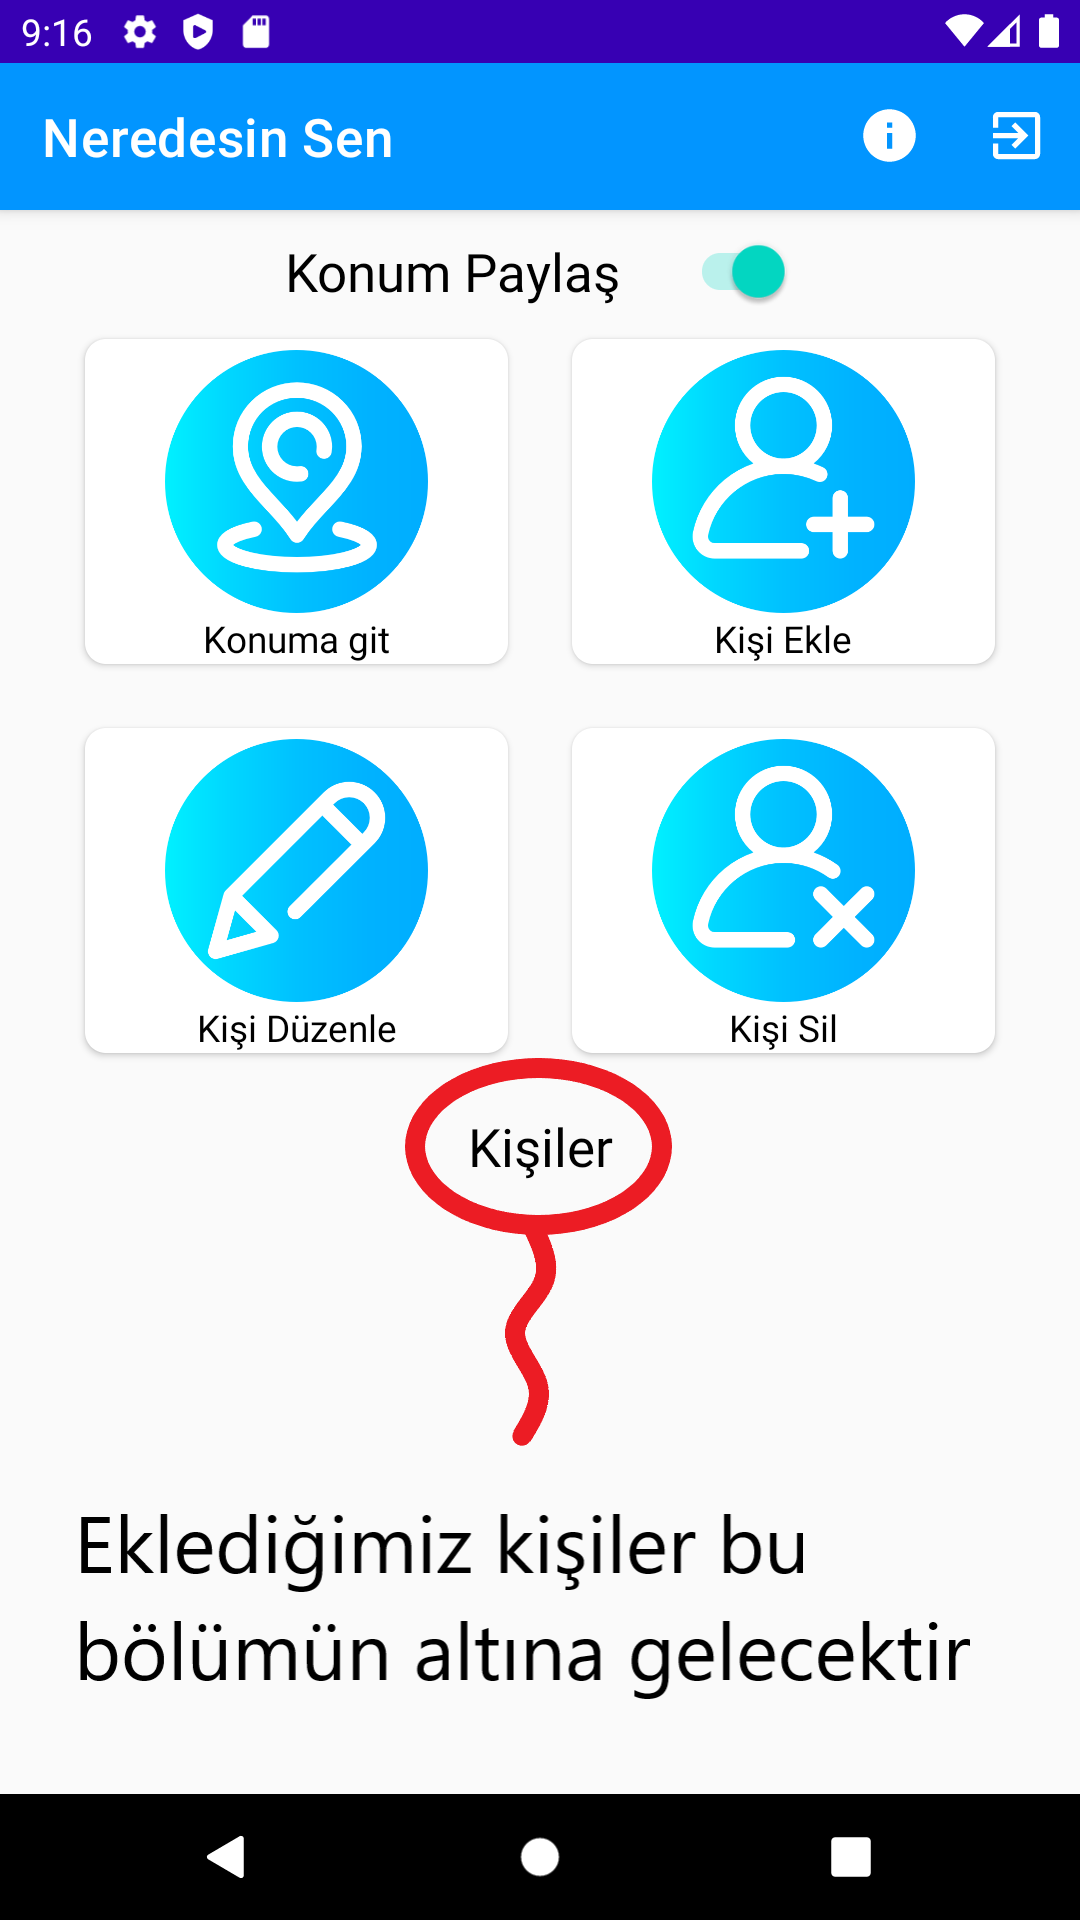 9:16
Neredesin Sen
Konum Paylaş
Konuma git
Kişi Ekle
Kişi Düzenle
Kişi Sil
Kişiler
Eklediğimiz kişiler bu
bölümün altına gelecektir